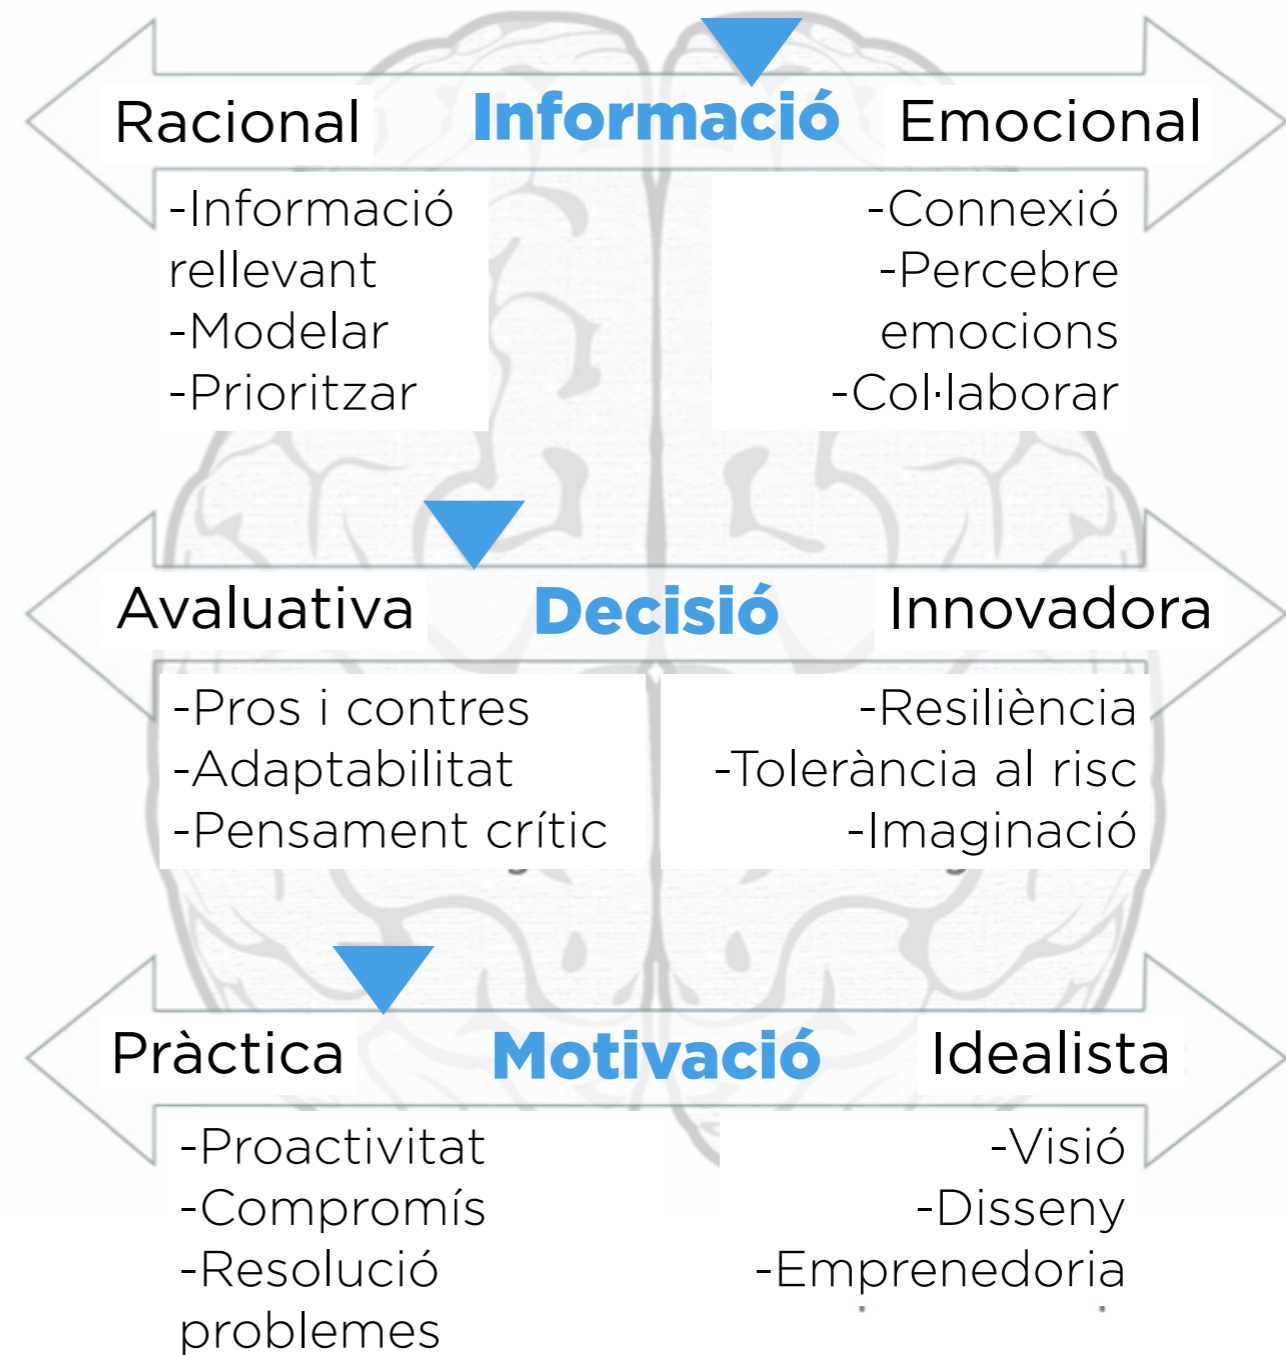 Racional Informació Emocional
-Informació
rellevant
-Modelar
-Prioritzar
-Connexió
-Percebre
emocions
-Col·laborar
Avaluativa Decisió Innovadora
-Pros i contres
-Adaptabilitat
-Pensament crític
-Resiliència
-Tolerància al risc
-Imaginació
Pràctica Motivació Idealista
-Proactivitat
-Compromís
-Resolució
problemes
-Visió
-Disseny
-Emprenedoria